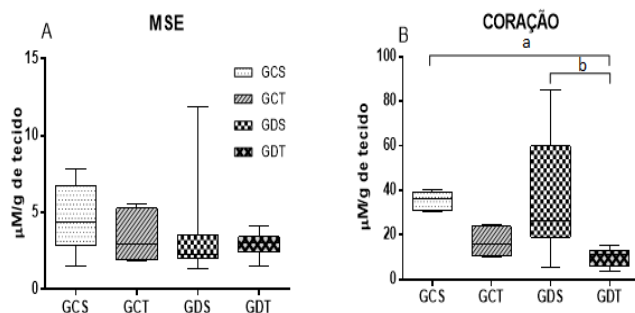 A
MSE
µM/g de tecido
15
10
5
0
GCS
GCT
GDS
GDT
GCS GCT GDS GDT
B
CORAÇÃO
a
b
µM/g de tecido
100
80
60
40
20
0
GCS GCT GDS GDT